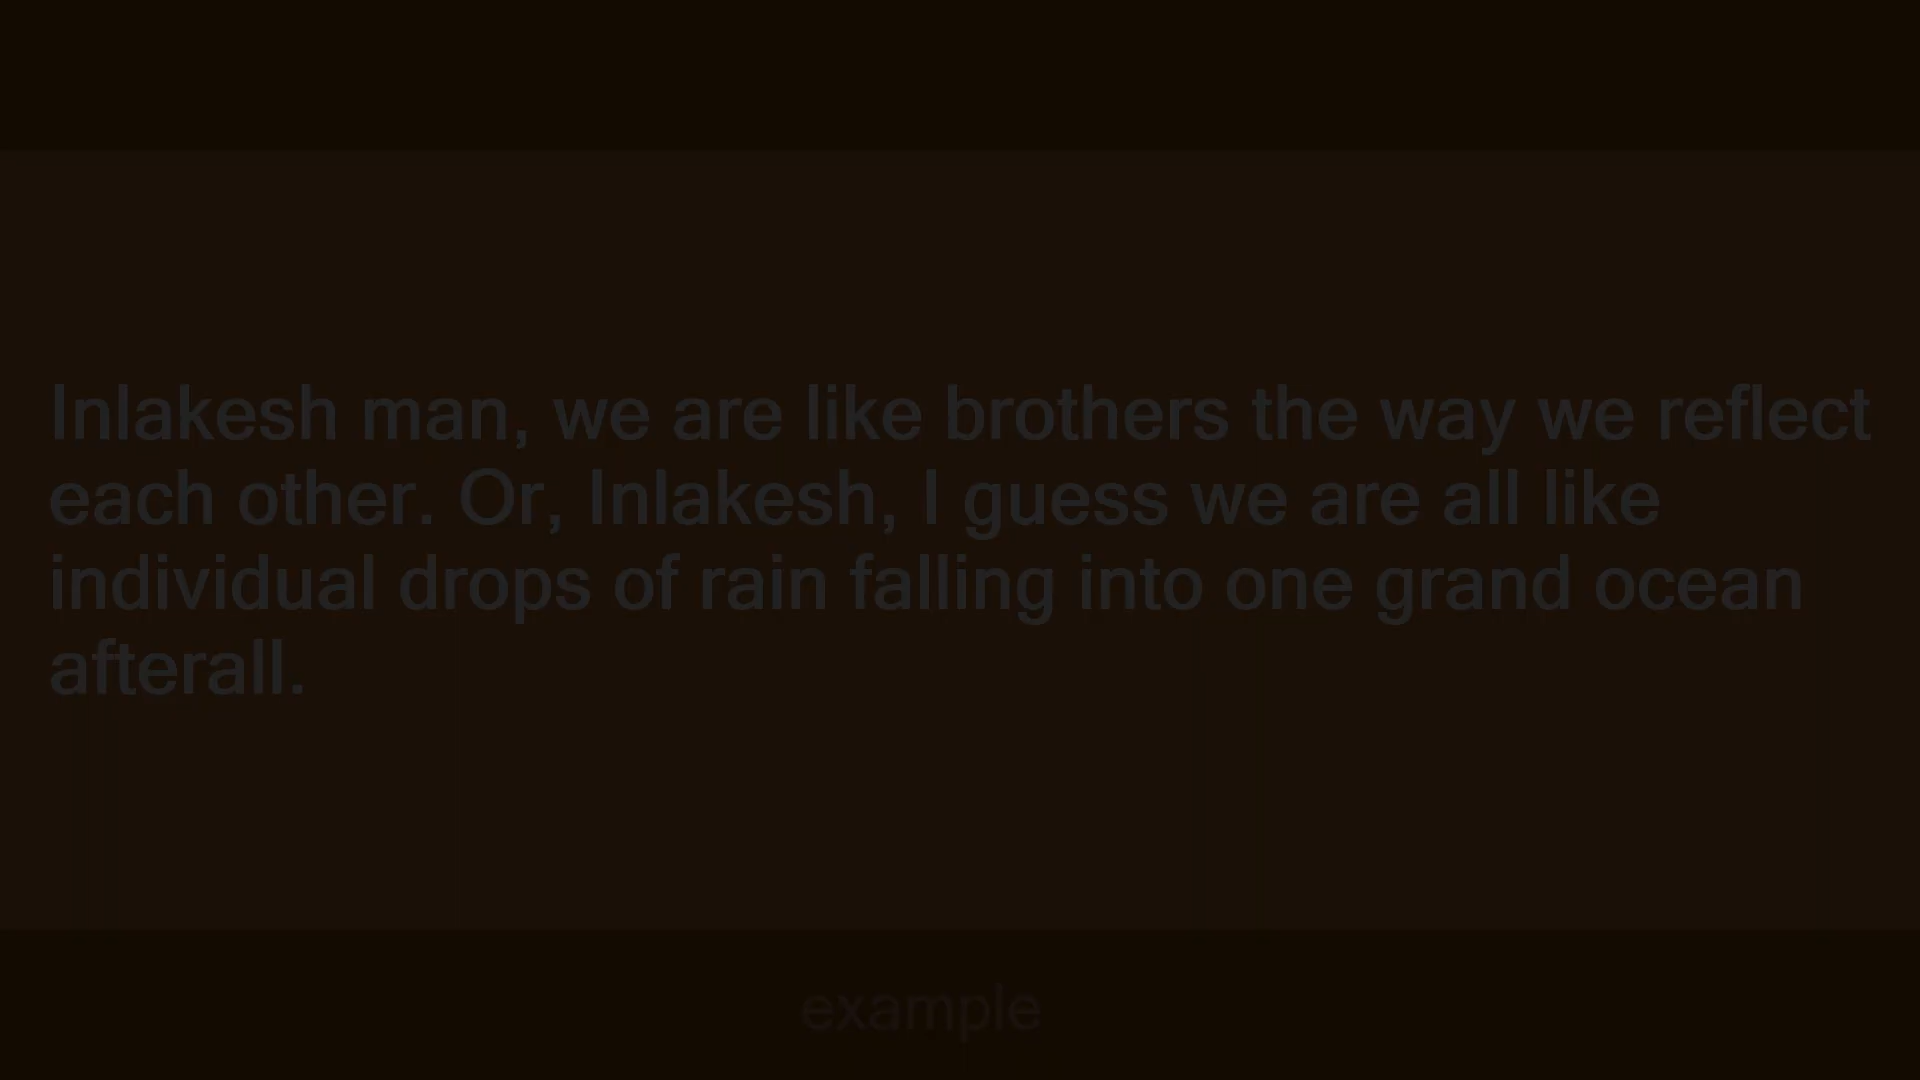 Inlakesh man, we are like brothers the way we reflect
each other. Or, Inlakesh, I guess we are all like
individual drops of rain falling into one grand ocean
afterall.
example